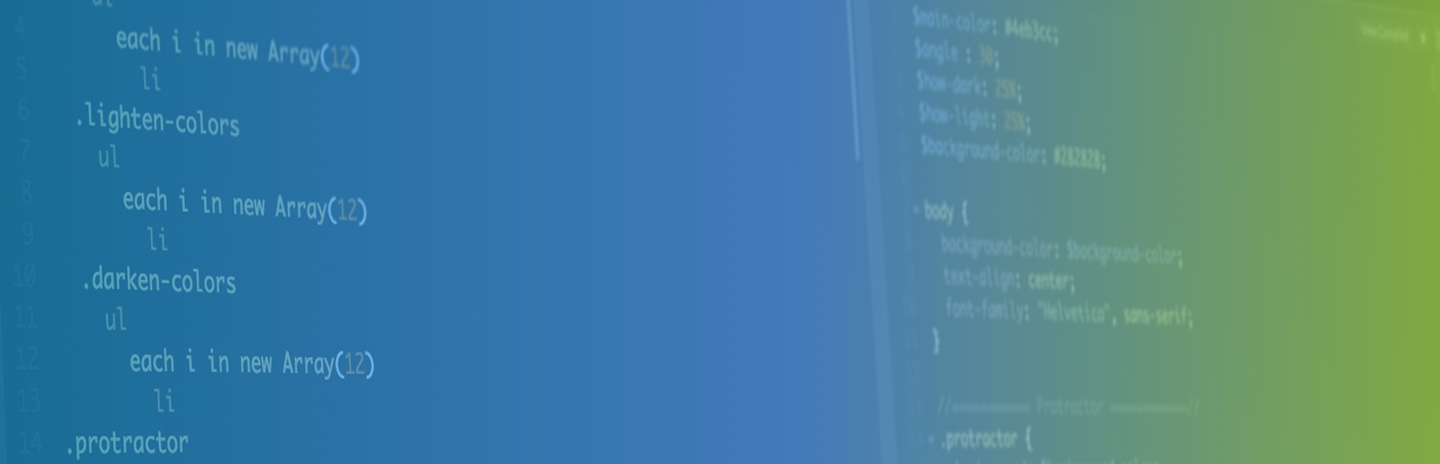 4
each i in new Array(12)
5
li
6
.lighten-colors
7
ul
8
each i in new Array(12)
9
li
10
.darken-colors
11
ul
12
each i in new Array(12)
13
li
14
.protractor
$main-color: #4eb3cc;
$angle : 30;
$how-dark: 25%;
$how-light: 25%;
$background-color: #282828;
body {
background-color: $background-color;
text-align: center;
font-family: "Helvetica", sans-serif;
}
//========== Protractor ==========//
.protractor {